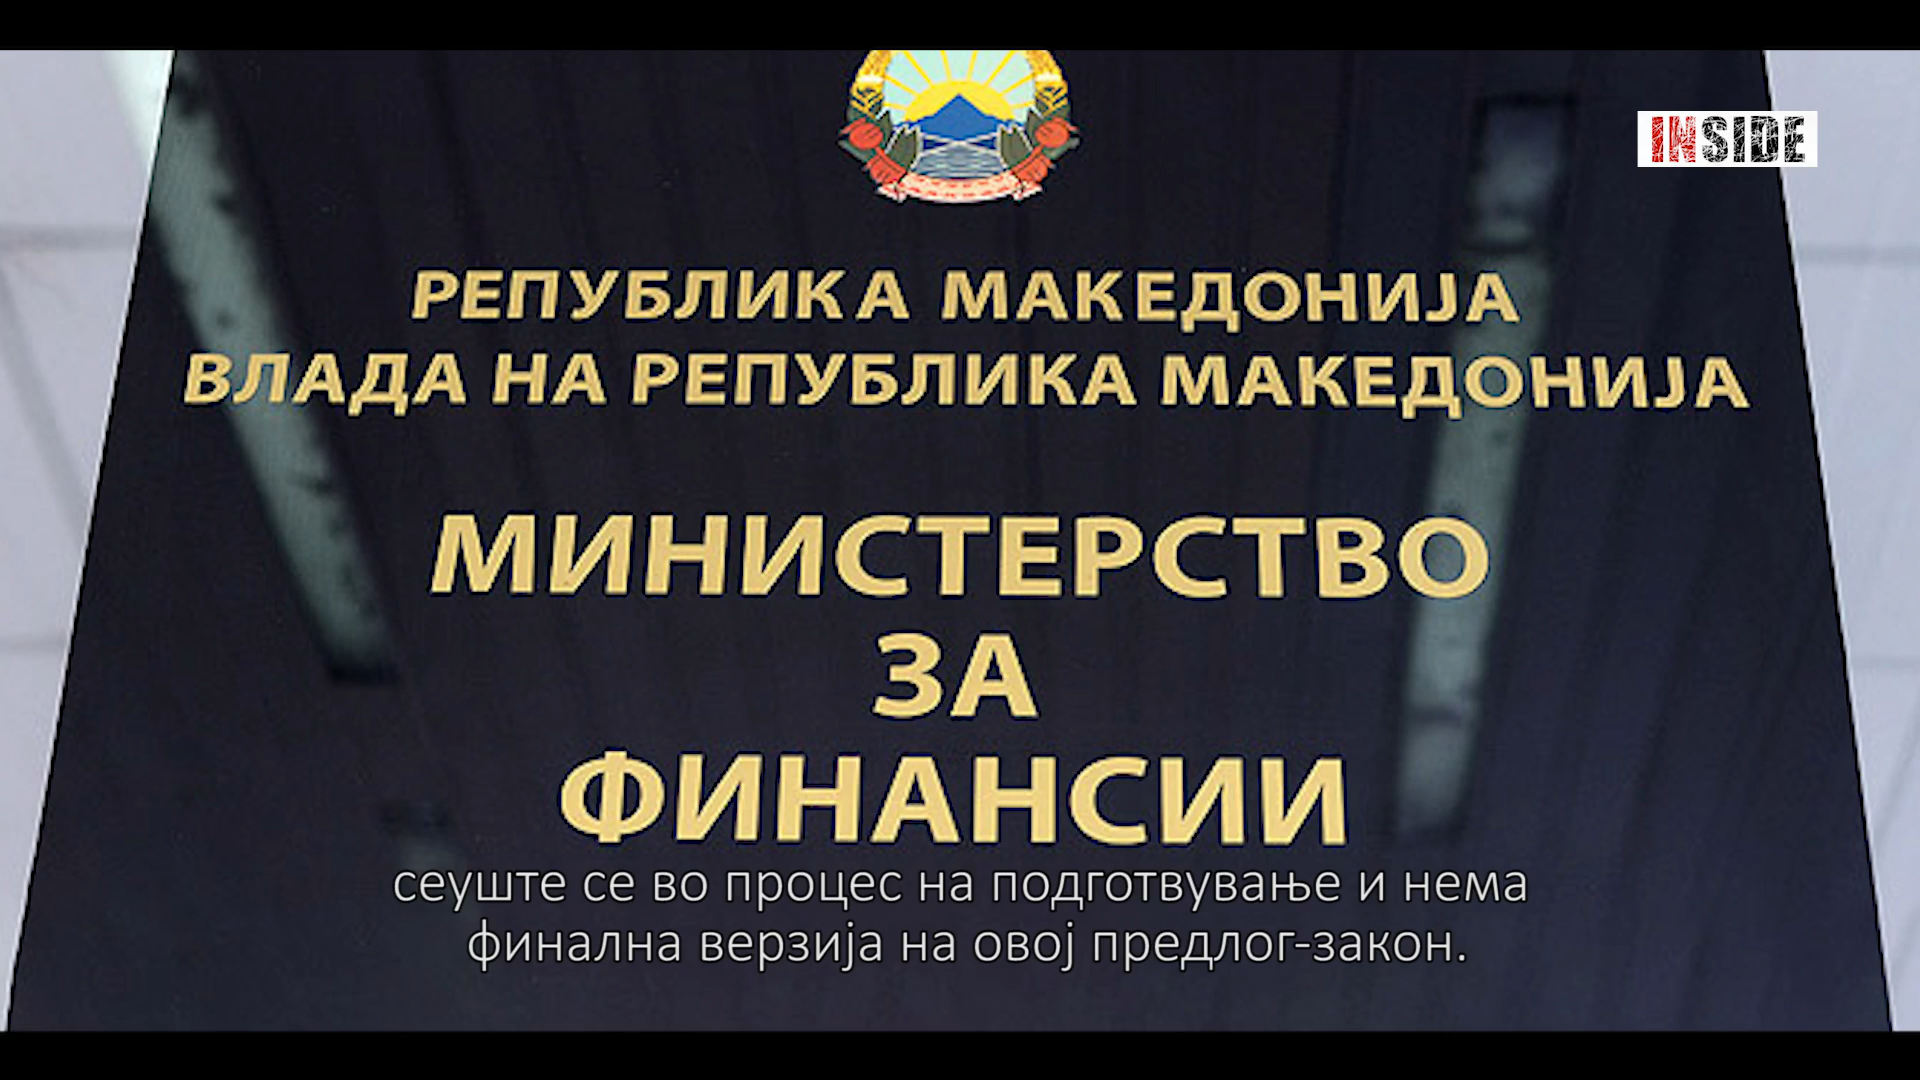 INSIDE
РЕПУБЛИКА МАКЕДОНИЈА
ВЛАДА НА РЕПУБЛИКА МАКЕДОНИЈА
МИНИСТЕРСТВО
ЗА
ФИНАНСИИ
сеуште се во процес на подготвување и нема
финална верзија на овој предлог-закон.